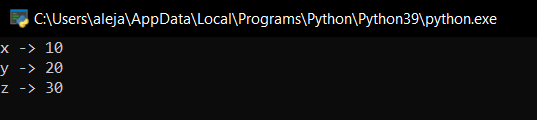 C:\Users\aleja\AppData\Local\Programs\Python\Python39\python.exe
x -> 10
y -> 20
z -> 30